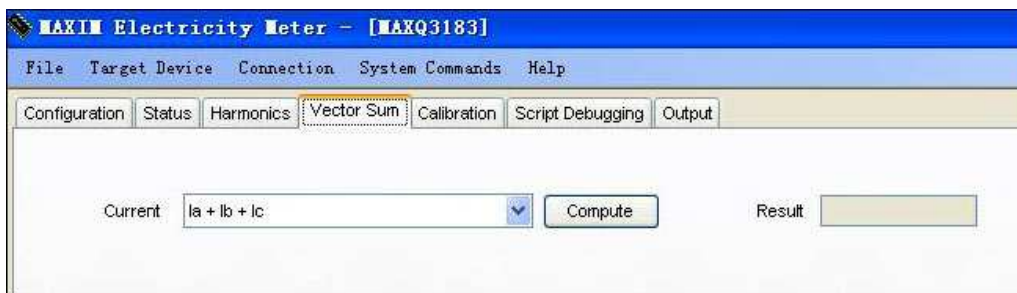 MAXIM Electricity Meter - [MAXQ3183]
File Target Device Connection System Commands Help
Configuration Status Harmonics Vector Sum Calibration Script Debugging Output
Current Ia + Ib + Ic Compute Result